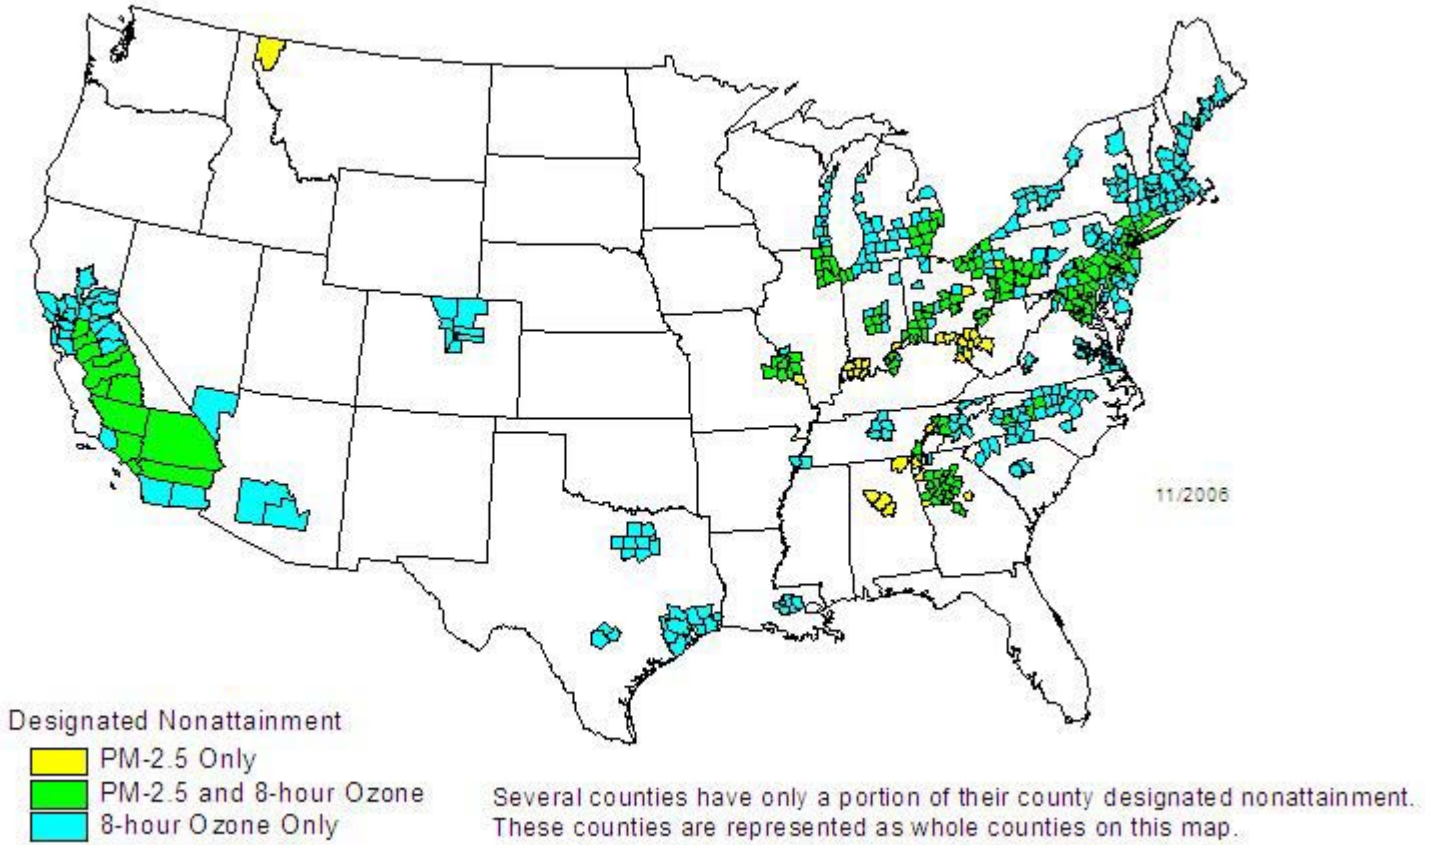 11/2006
Designated Nonattainment
PM-2.5 Only
PM-2.5 and 8-hour Ozone
8-hour Ozone Only
Several counties have only a portion of their county designated nonattainment.
These counties are represented as whole counties on this map.